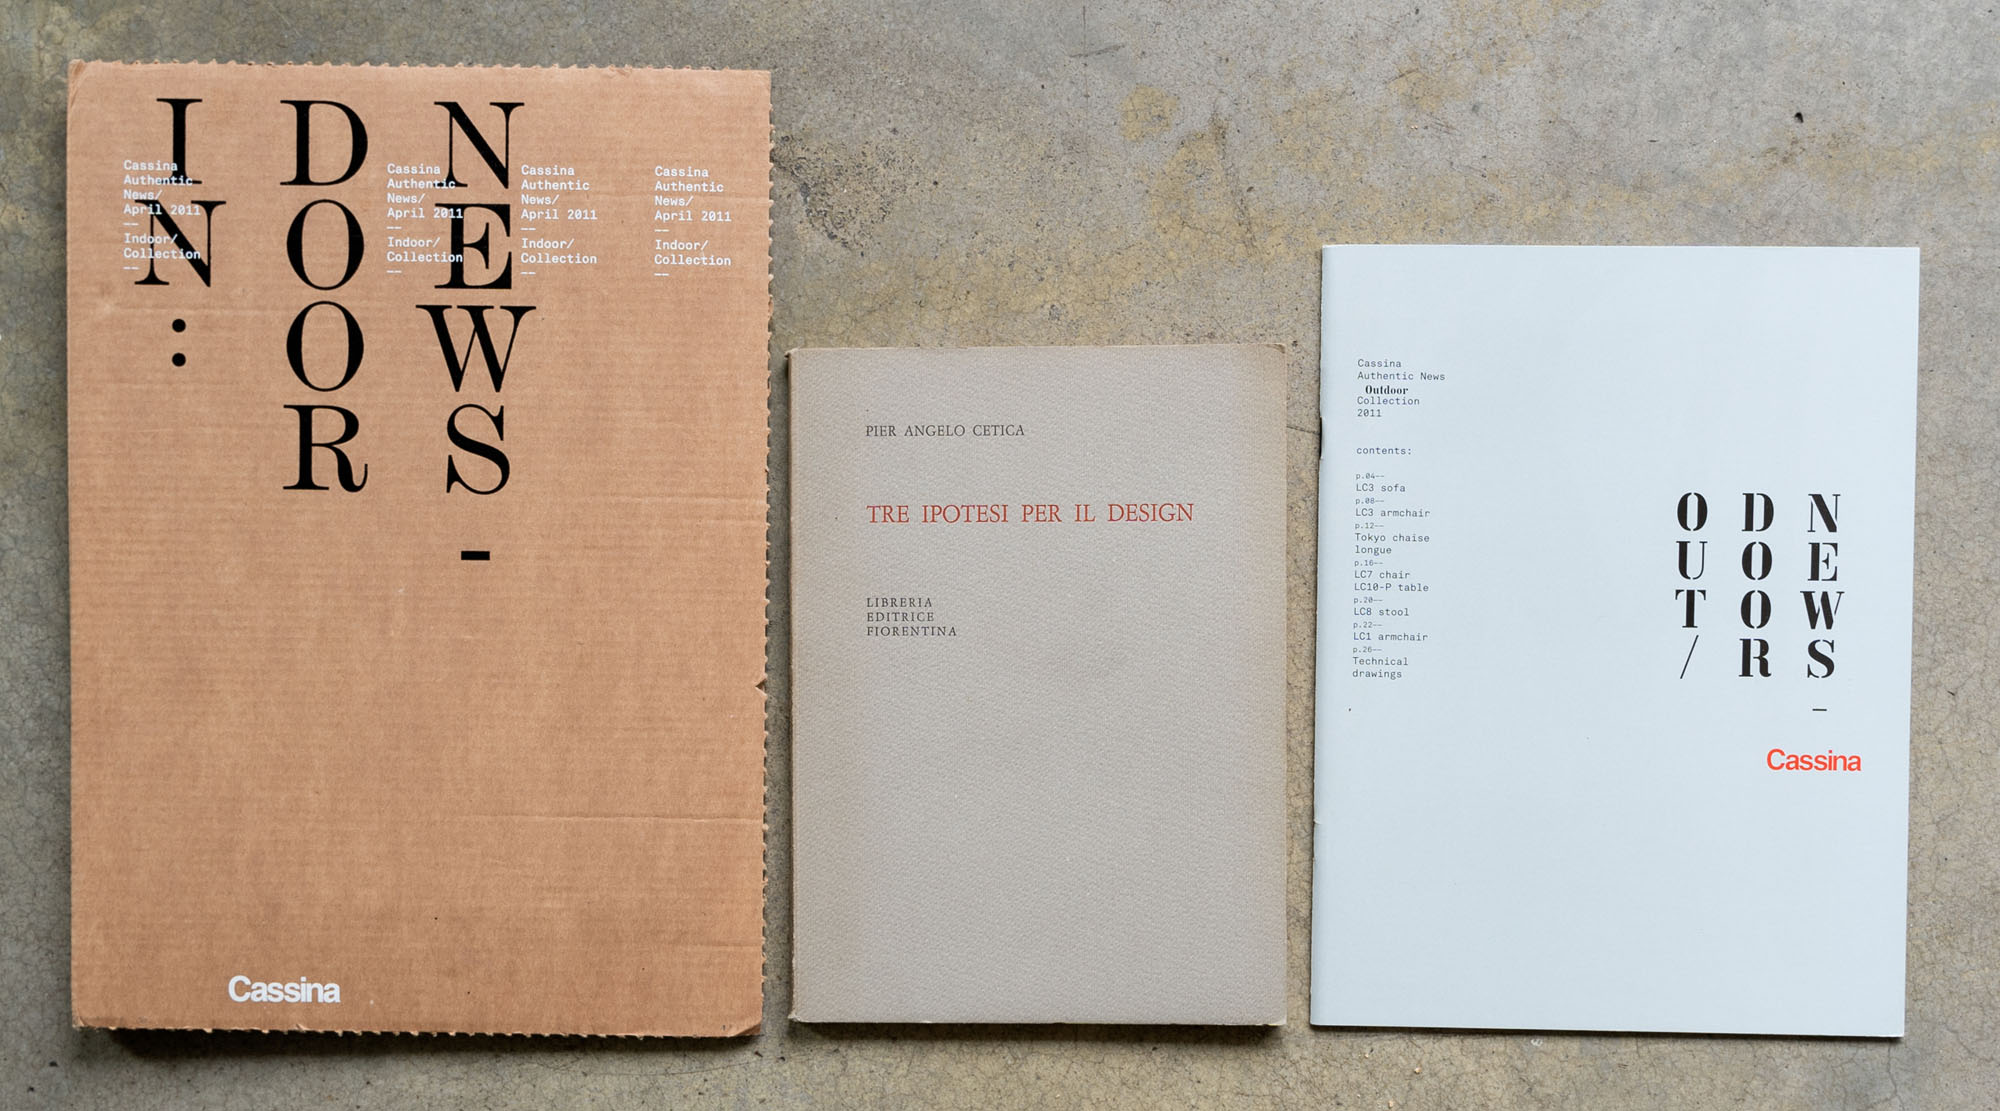 I D N
N O E
: O W
R S
-
Cassina
Authentic
News/
April 2011
—
Indoor/
Collection
—
Cassina
Authentic
News/
April 2011
—
Indoor/
Collection
—
Cassina
Authentic
News/
April 2011
—
Indoor/
Collection
—
Cassina
Authentic
News/
April 2011
—
Indoor/
Collection
—
Cassina
PIER ANGELO CETICA
TRE IPOTESI PER IL DESIGN
LIBRERIA
EDITRICE
FIORENTINA
Cassina
Authentic News
Outdoor
Collection
2011
contents:
p.04——
LC3 sofa
p.08——
LC3 armchair
p.12——
Tokyo chaise
longue
p.16——
LC7 chair
LC10-P table
p.20——
LC8 stool
p.22——
LC1 armchair
p.26——
Technical
drawings
O D N
U O E
T O W
/ R S
—
Cassina